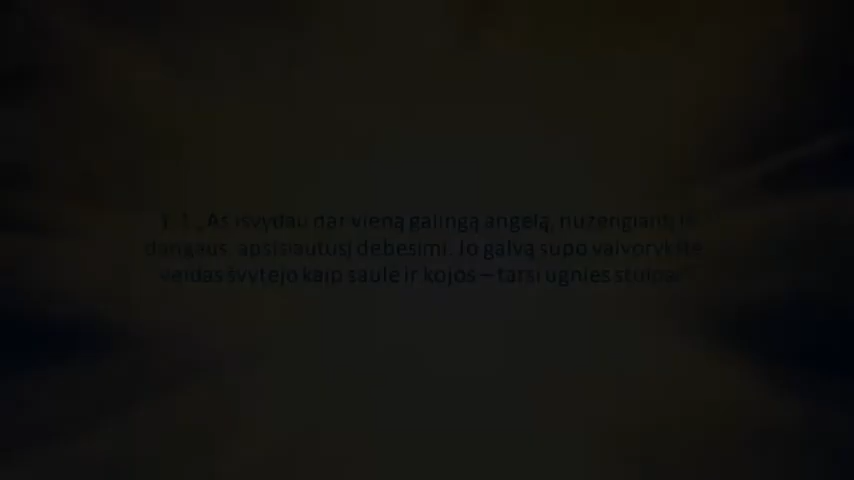 „Aš išvydau dar vieną galingą angelą, nužengiantį iš
dangaus, apsisiautusį debesimi. Jo galvą supo vaivorykštė
veidas švytėjo kaip saulė ir kojos – tarsi ugnies stulpai